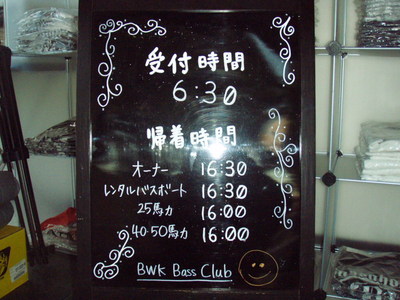 受付時間
6:30
帰着時間
オーナー 16:30
レンタルバスボート 16:30
25馬力 16:00
40·50馬力 16:00
BWK Bass Club